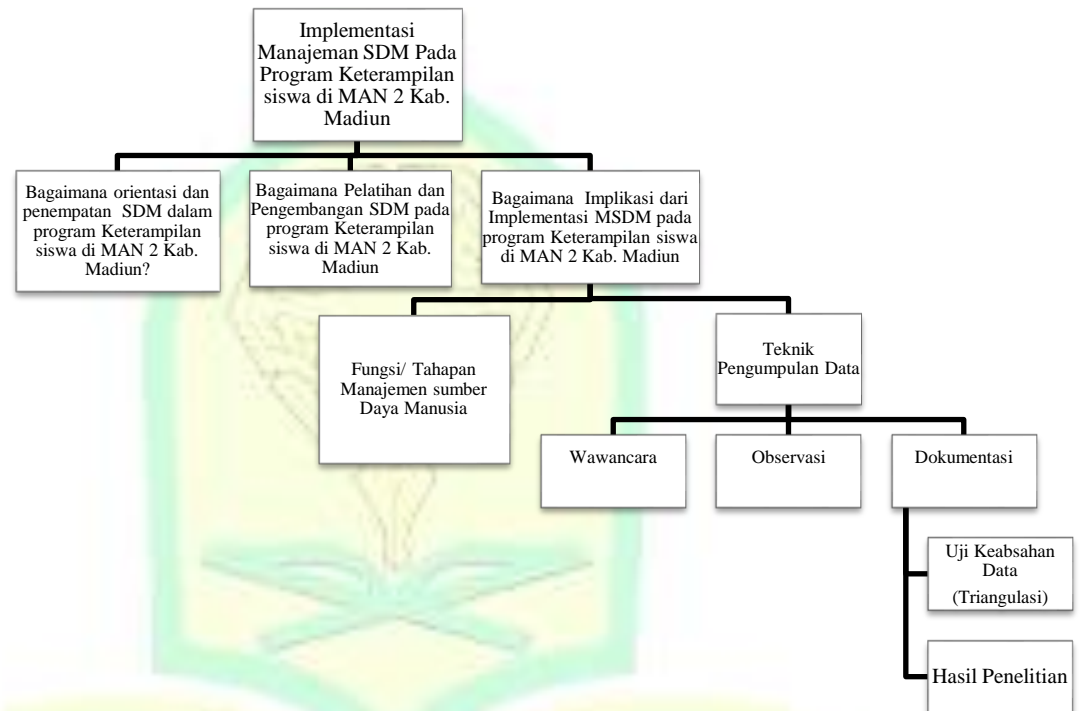 Implementasi
Manajeman SDM Pada
Program Keterampilan
siswa di MAN 2 Kab.
Madiun
Bagaimana orientasi dan
penempatan SDM dalam
program Keterampilan
siswa di MAN 2 Kab.
Madiun?
Bagaimana Pelatihan dan
Pengembangan SDM pada
program Keterampilan
siswa di MAN 2 Kab.
Madiun
Bagaimana Implikasi dari
Implementasi MSDM pada
program Keterampilan siswa
di MAN 2 Kab. Madiun
Fungsi/ Tahapan
Manajemen sumber
Daya Manusia
Teknik
Pengumpulan Data
Wawancara
Observasi
Dokumentasi
Uji Keabsahan
Data
(Triangulasi)
Hasil Penelitian